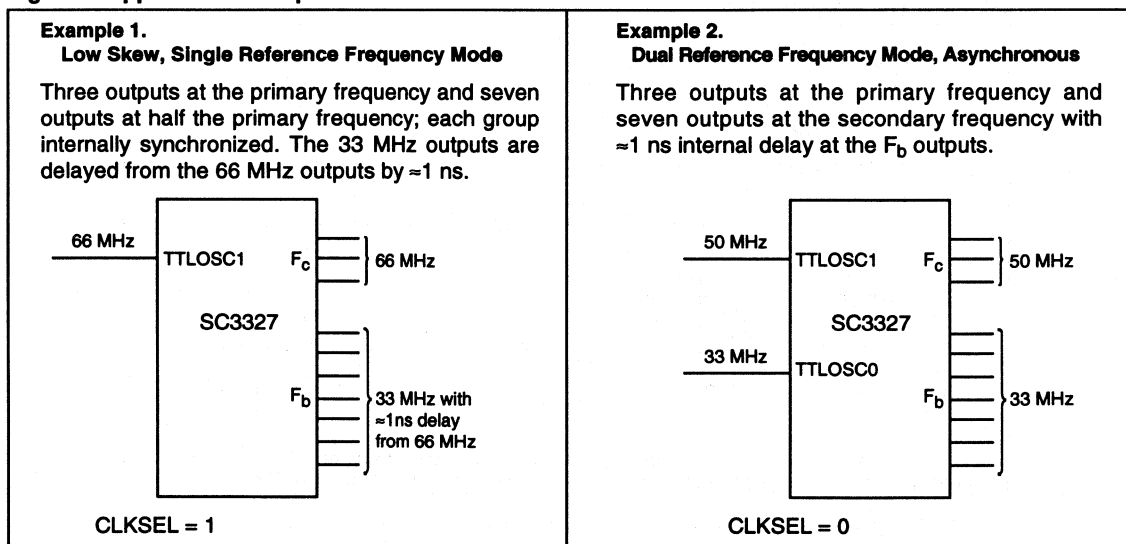 Example 1.
Low Skew, Single Reference Frequency Mode
Three outputs at the primary frequency and seven
outputs at half the primary frequency; each group
internally synchronized. The 33 MHz outputs are
delayed from the 66 MHz outputs by ≈1 ns.
66 MHz
TTLOSC1
Fc
66 MHz
SC3327
Fb
33 MHz with
≈1ns delay
from 66 MHz
CLKSEL = 1
Example 2.
Dual Reference Frequency Mode, Asynchronous
Three outputs at the primary frequency and
seven outputs at the secondary frequency with
≈1 ns internal delay at the Fb outputs.
50 MHz
TTLOSC1
Fc
50 MHz
SC3327
33 MHz
TTLOSC0
Fb
33 MHz
CLKSEL = 0